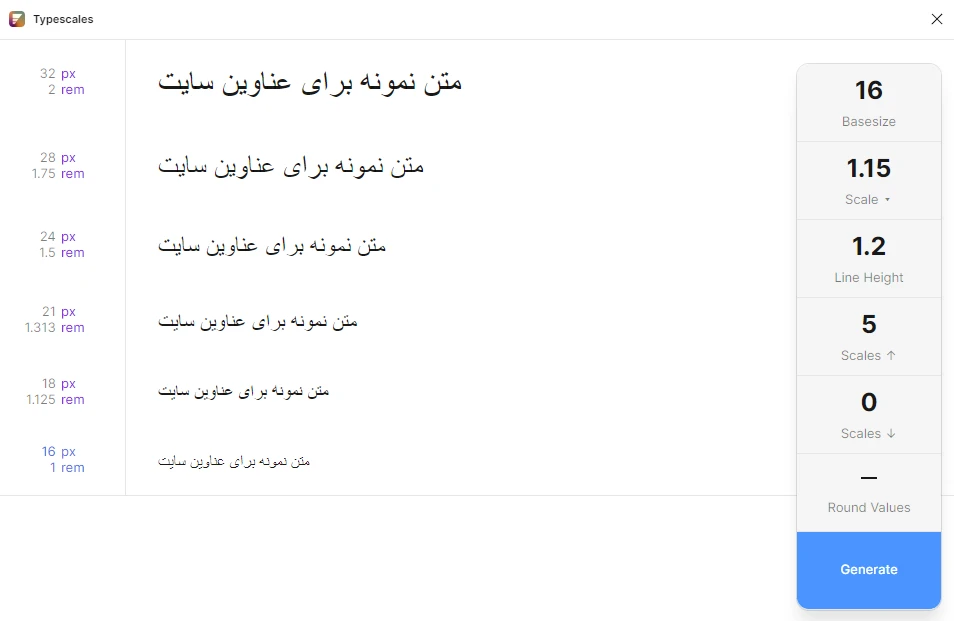 Typescales
32 px
2 rem
متن نمونه برای عناوین سایت
28 px
1.75 rem
متن نمونه برای عناوین سایت
24 px
1.5 rem
متن نمونه برای عناوین سایت
21 px
1.313 rem
متن نمونه برای عناوین سایت
18 px
1.125 rem
متن نمونه برای عناوین سایت
16 px
1 rem
متن نمونه برای عناوین سایت
16
Basesize
1.15
Scale
1.2
Line Height
5
Scales ↑
0
Scales ↓
—
Round Values
Generate